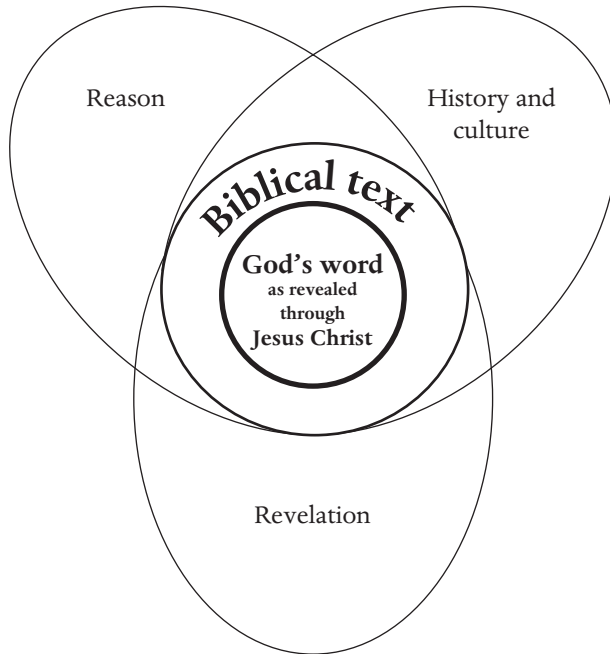 Reason
History and
culture
Biblical text
God’s word
as revealed
through
Jesus Christ
Revelation